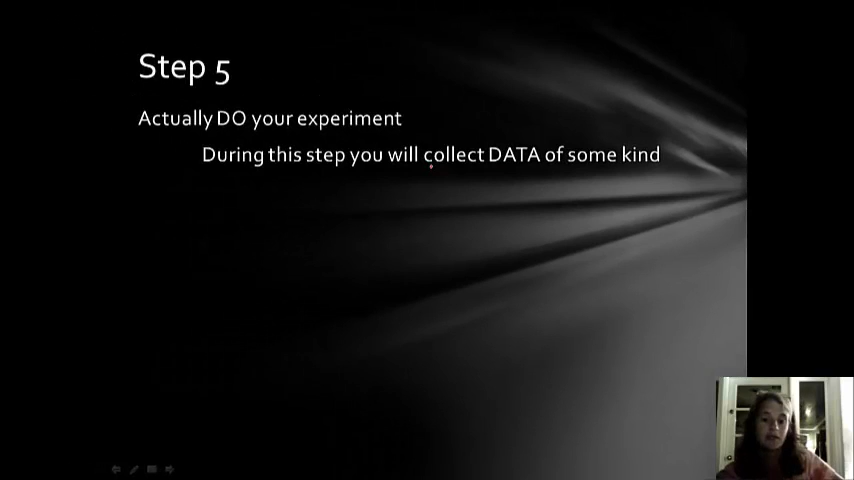 Step 5
Actually DO your experiment
During this step you will collect DATA of some kind